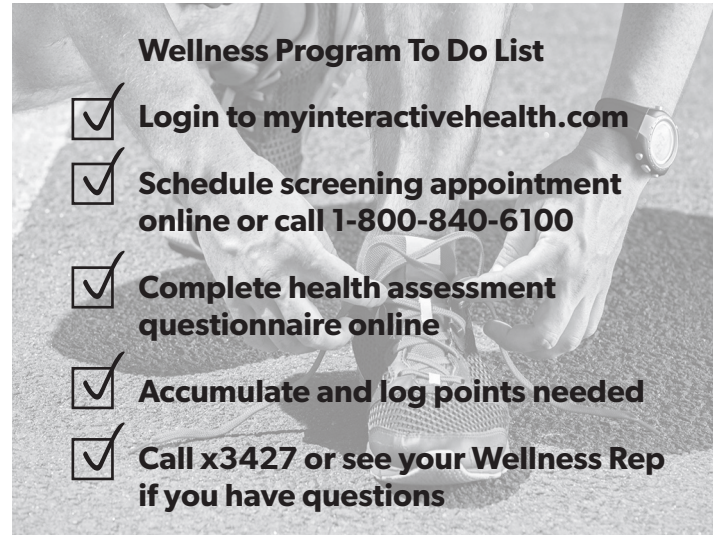 Wellness Program To Do List
Login to myinteractivehealth.com
Schedule screening appointment
online or call 1-800-840-6100
Complete health assessment
questionnaire online
Accumulate and log points needed
Call x3427 or see your Wellness Rep
if you have questions